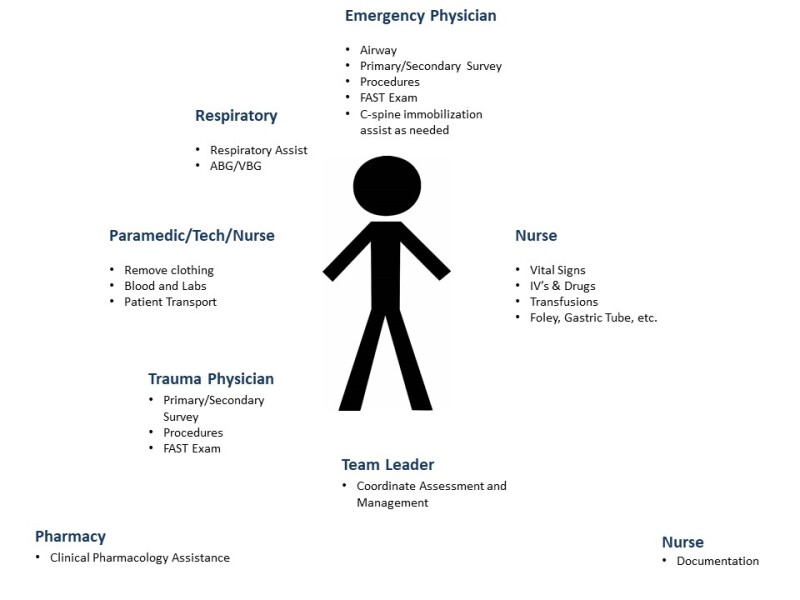 Emergency Physician
• Airway
• Primary/Secondary Survey
• Procedures
• FAST Exam
• C-spine immobilization
assist as needed
Respiratory
• Respiratory Assist
• ABG/VBG
Paramedic/Tech/Nurse
• Remove clothing
• Blood and Labs
• Patient Transport
Nurse
• Vital Signs
• IV's & Drugs
• Transfusions
• Foley, Gastric Tube, etc.
Trauma Physician
• Primary/Secondary
Survey
• Procedures
• FAST Exam
Team Leader
• Coordinate Assessment and
Management
Pharmacy
• Clinical Pharmacology Assistance
Nurse
• Documentation